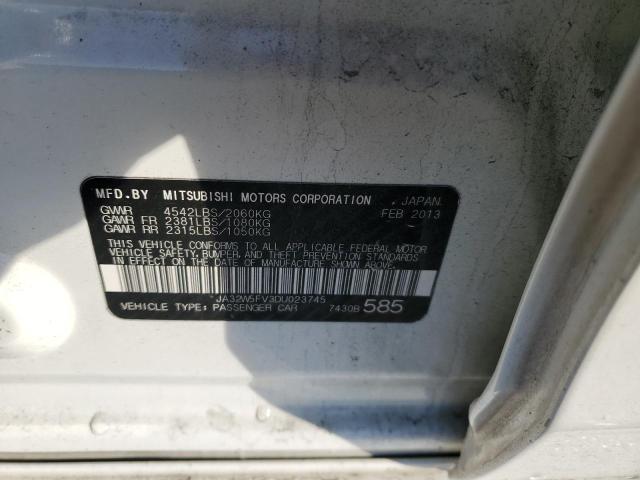 MFD.BY MITSUBISHI MOTORS CORPORATION JAPAN
GVWR 4542LBS/2060KG FEB 2013
GAWR FR 2381LBS/1080KG
GAWR RR 2315LBS/1050KG
THIS VEHICLE CONFORMS TO ALL APPLICABLE FEDERAL MOTOR
VEHICLE SAFETY, BUMPER, AND THEFT PREVENTION STANDARDS
IN EFFECT ON THE DATE OF MANUFACTURE SHOWN ABOVE.
JA32W5FV3DU023745
VEHICLE TYPE: PASSENGER CAR 7430B 585